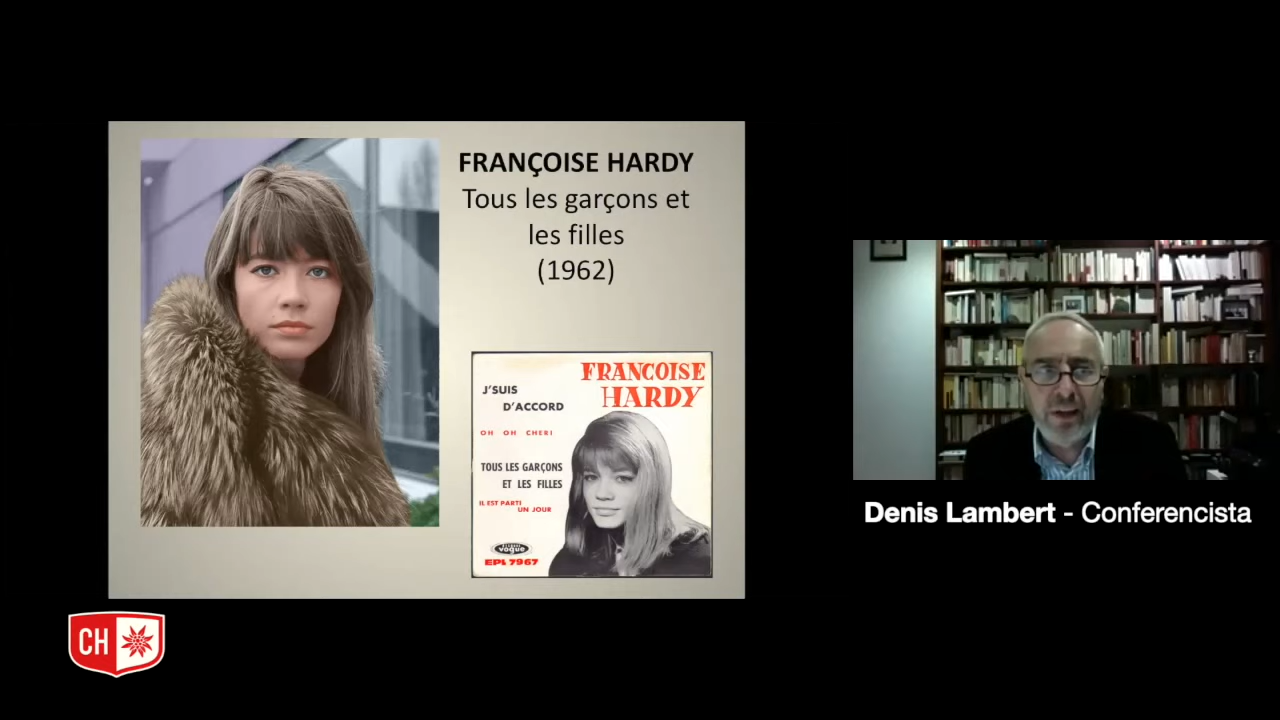 FRANÇOISE HARDY
Tous les garçons et
les filles
(1962)
FRANCOISE
HARDY
J'SUIS
D'ACCORD
OH OH CHERI
TOUS LES GARÇONS
ET LES FILLES
IL EST PARTI
UN JOUR
vogue
EPL 7967
Denis Lambert - Conferencista
CH